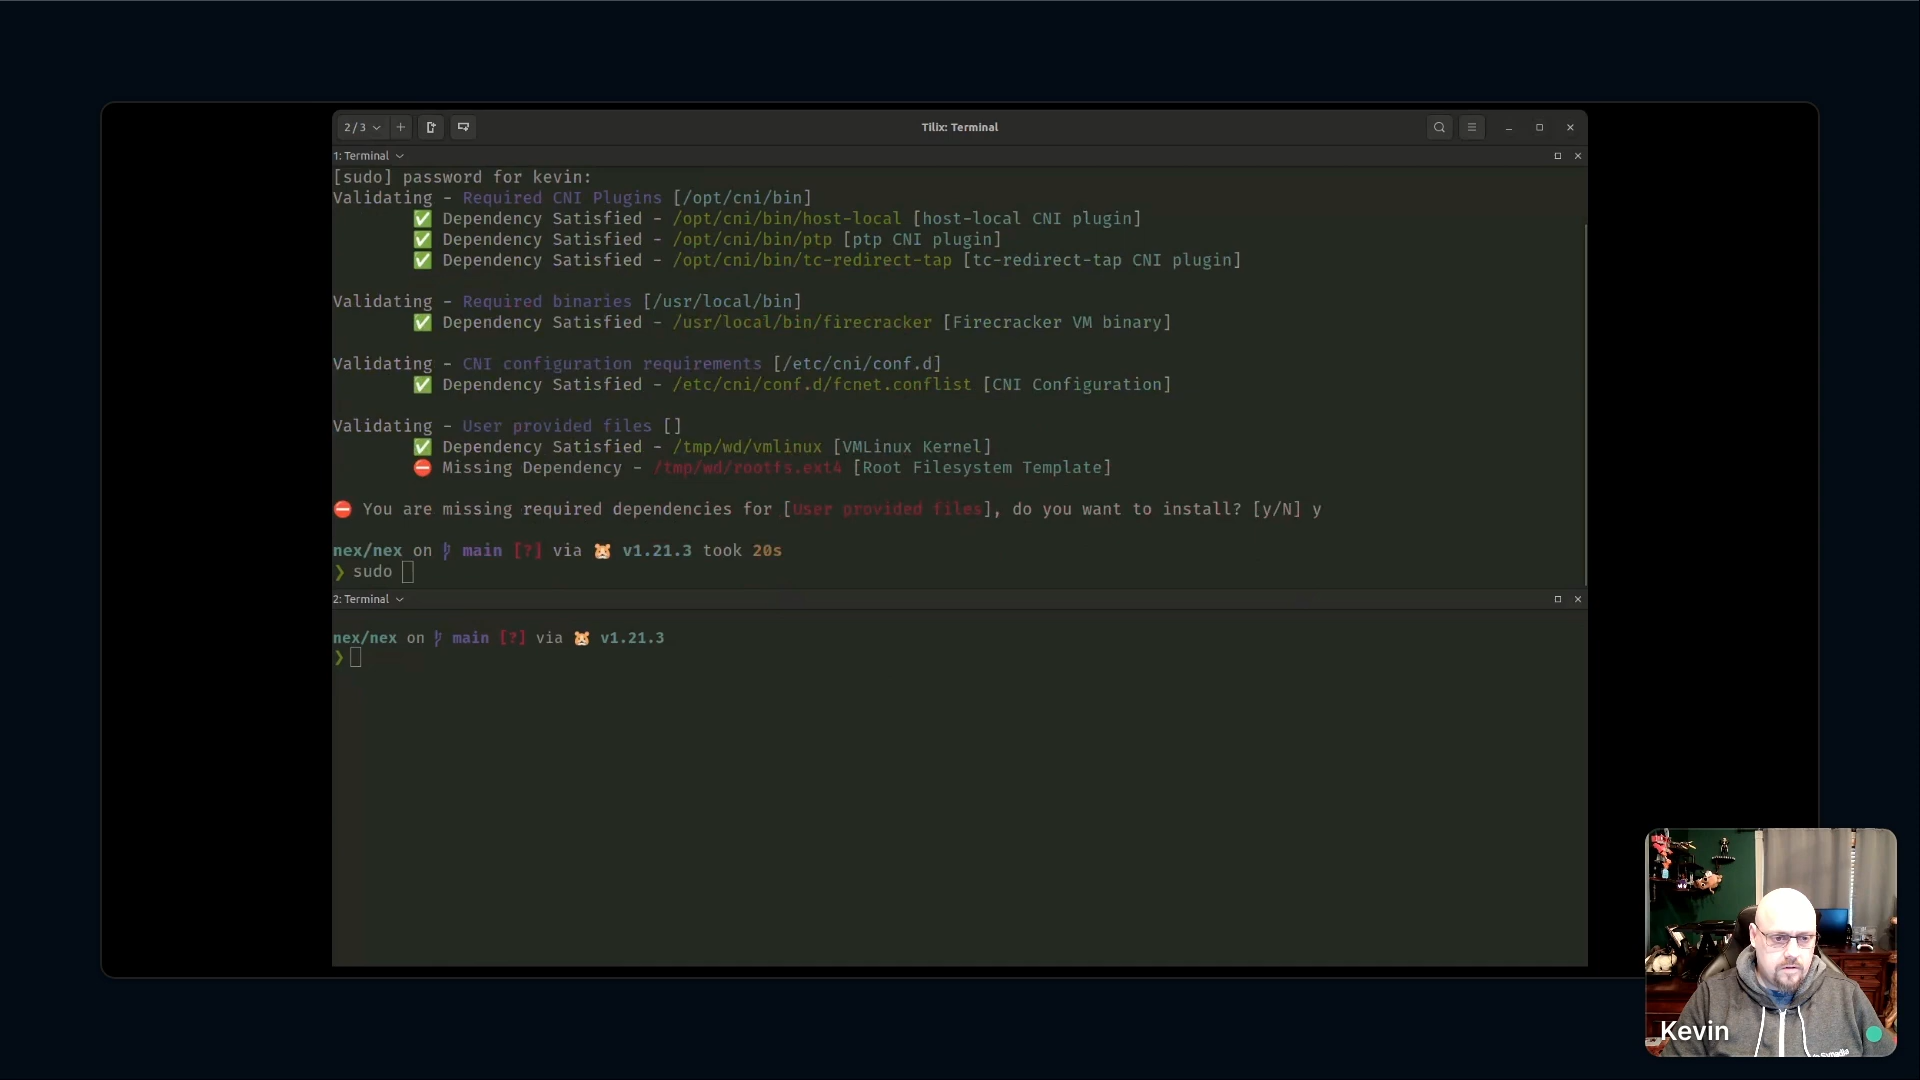 2/3
Tilix: Terminal
1: Terminal
[sudo] password for kevin:
Validating - Required CNI Plugins [/opt/cni/bin]
✅ Dependency Satisfied - /opt/cni/bin/host-local [host-local CNI plugin]
✅ Dependency Satisfied - /opt/cni/bin/ptp [ptp CNI plugin]
✅ Dependency Satisfied - /opt/cni/bin/tc-redirect-tap [tc-redirect-tap CNI plugin]
Validating - Required binaries [/usr/local/bin]
✅ Dependency Satisfied - /usr/local/bin/firecracker [Firecracker VM binary]
Validating - CNI configuration requirements [/etc/cni/conf.d]
✅ Dependency Satisfied - /etc/cni/conf.d/fcnet.conflist [CNI Configuration]
Validating - User provided files []
✅ Dependency Satisfied - /tmp/wd/vmlinux [VMLinux Kernel]
⛔ Missing Dependency - /tmp/wd/rootfs.ext4 [Root Filesystem Template]
⛔ You are missing required dependencies for [User provided files], do you want to install? [y/N] y
nex/nex on main [?] via 🐹 v1.21.3 took 20s
❯ sudo
2: Terminal
nex/nex on main [?] via 🐹 v1.21.3
❯
Kevin